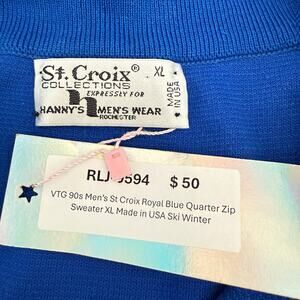 St. Croix®
COLLECTIONS
EXPRESSLY FOR
h
HANNY'S MEN'S WEAR
ROCHESTER
XL
MADE
IN USA
$50
VTG 90s Men's St Croix Royal Blue Quarter Zip
Sweater XL Made in USA Ski Winter